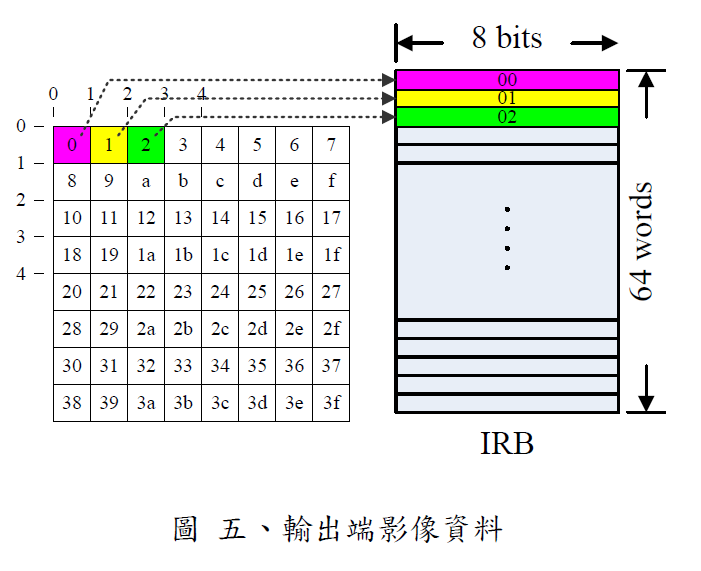 8 bits
0 1 2 3 4
00
01
02
0
1
2
3
4
0 1 2 3 4 5 6 7
8 9 a b c d e f
10 11 12 13 14 15 16 17
18 19 1a 1b 1c 1d 1e 1f
20 21 22 23 24 25 26 27
28 29 2a 2b 2c 2d 2e 2f
30 31 32 33 34 35 36 37
38 39 3a 3b 3c 3d 3e 3f
64 words
IRB
圖 五、輸出端影像資料